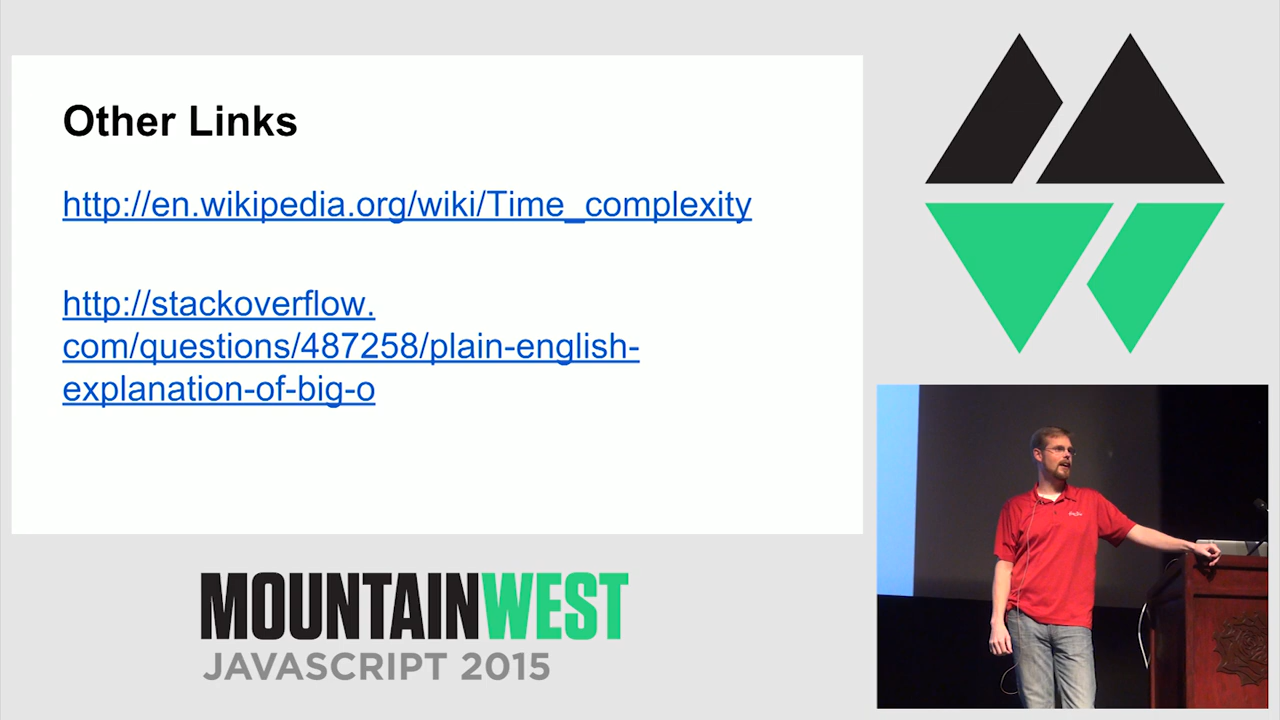 Other Links
http://en.wikipedia.org/wiki/Time_complexity
http://stackoverflow.
com/questions/487258/plain-english-
explanation-of-big-o
MOUNTAINWEST
JAVASCRIPT 2015